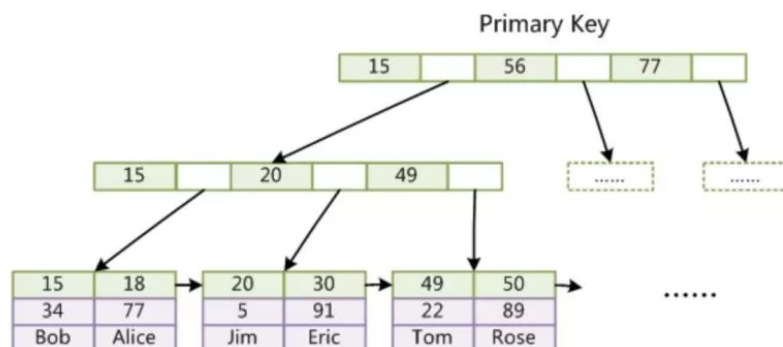 Primary Key
15 56 77
15 20 49
...... ......
15 18 20 30 49 50
34 77 5 91 22 89 ......
Bob Alice Jim Eric Tom Rose